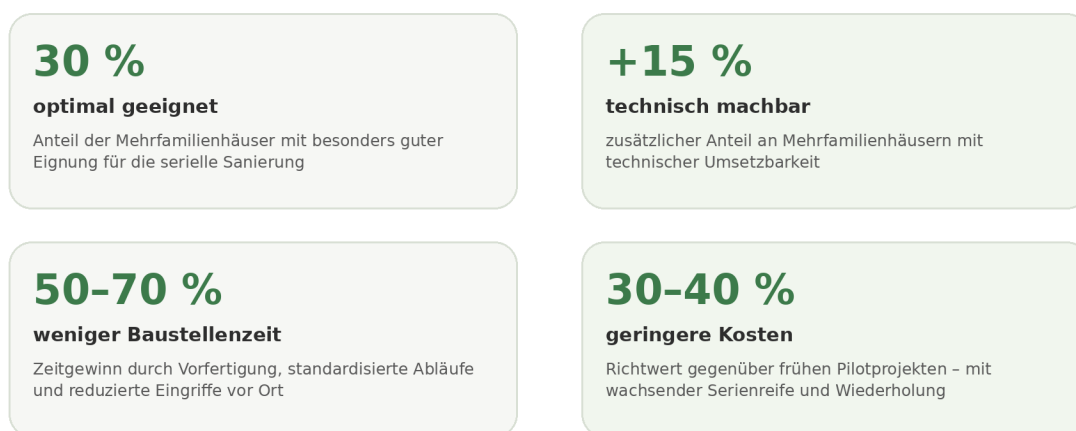 30 %
optimal geeignet
Anteil der Mehrfamilienhäuser mit besonders guter
Eignung für die serielle Sanierung
+15 %
technisch machbar
zusätzlicher Anteil an Mehrfamilienhäusern mit
technischer Umsetzbarkeit
50–70 %
weniger Baustellenzeit
Zeitgewinn durch Vorfertigung, standardisierte Abläufe
und reduzierte Eingriffe vor Ort
30–40 %
geringere Kosten
Richtwert gegenüber frühen Pilotprojekten – mit
wachsender Serienreife und Wiederholung